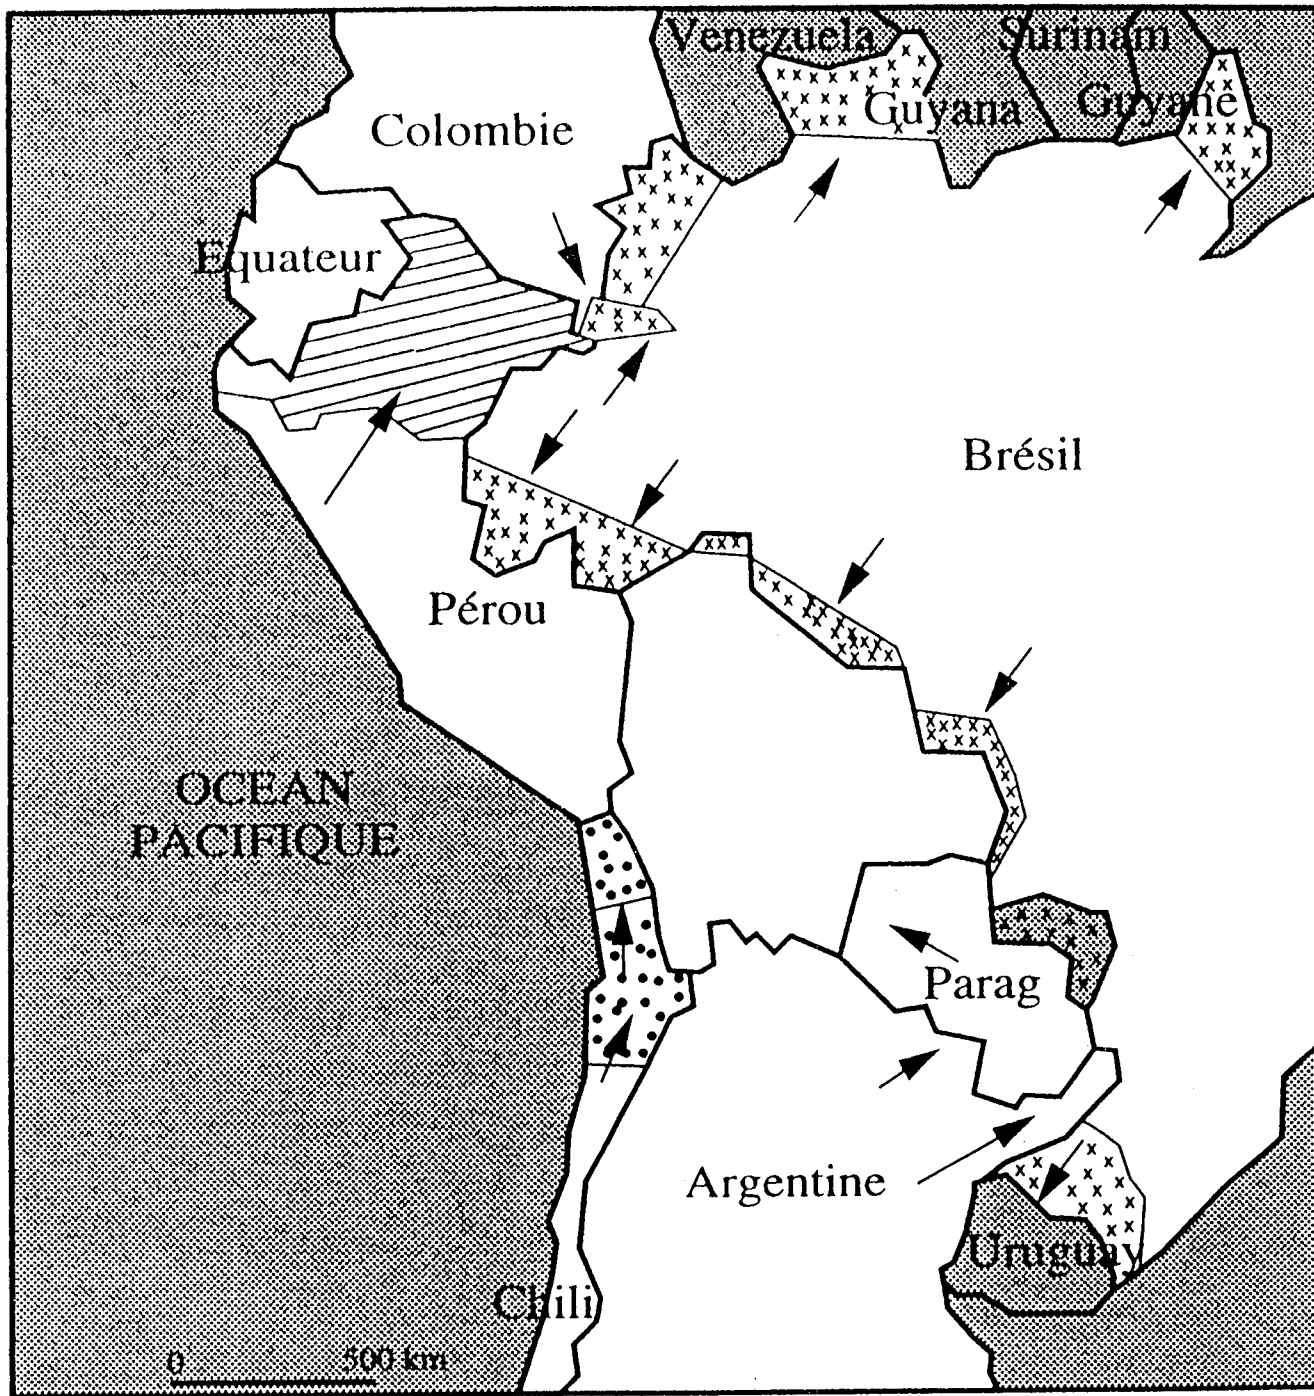 Venezuela
Surinam
Guyana
Guyane
Colombie
Equateur
Brésil
Pérou
OCEAN
PACIFIQUE
Parag
Argentine
Uruguay
Chili
0 500 km